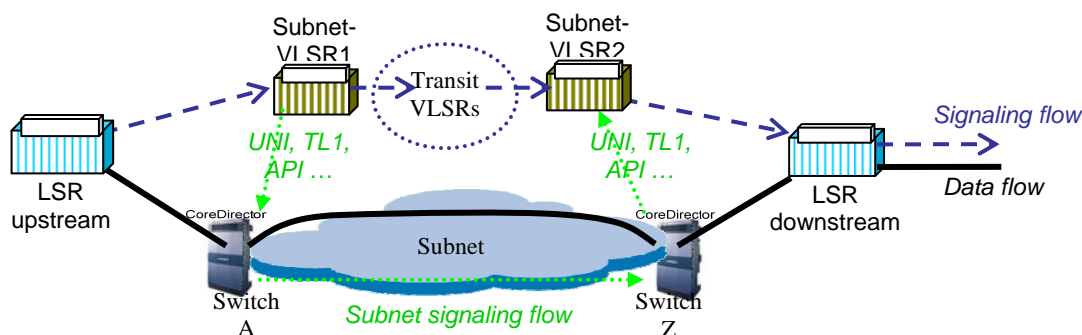 Subnet-
VLSR1
Subnet-
VLSR2
Transit
VLSRs
Signaling flow
UNI, TL1,
API …
UNI, TL1,
API …
LSR
upstream
LSR
downstream
Data flow
CoreDirector
CoreDirector
Subnet
Switch
A
Subnet signaling flow
Switch
Z